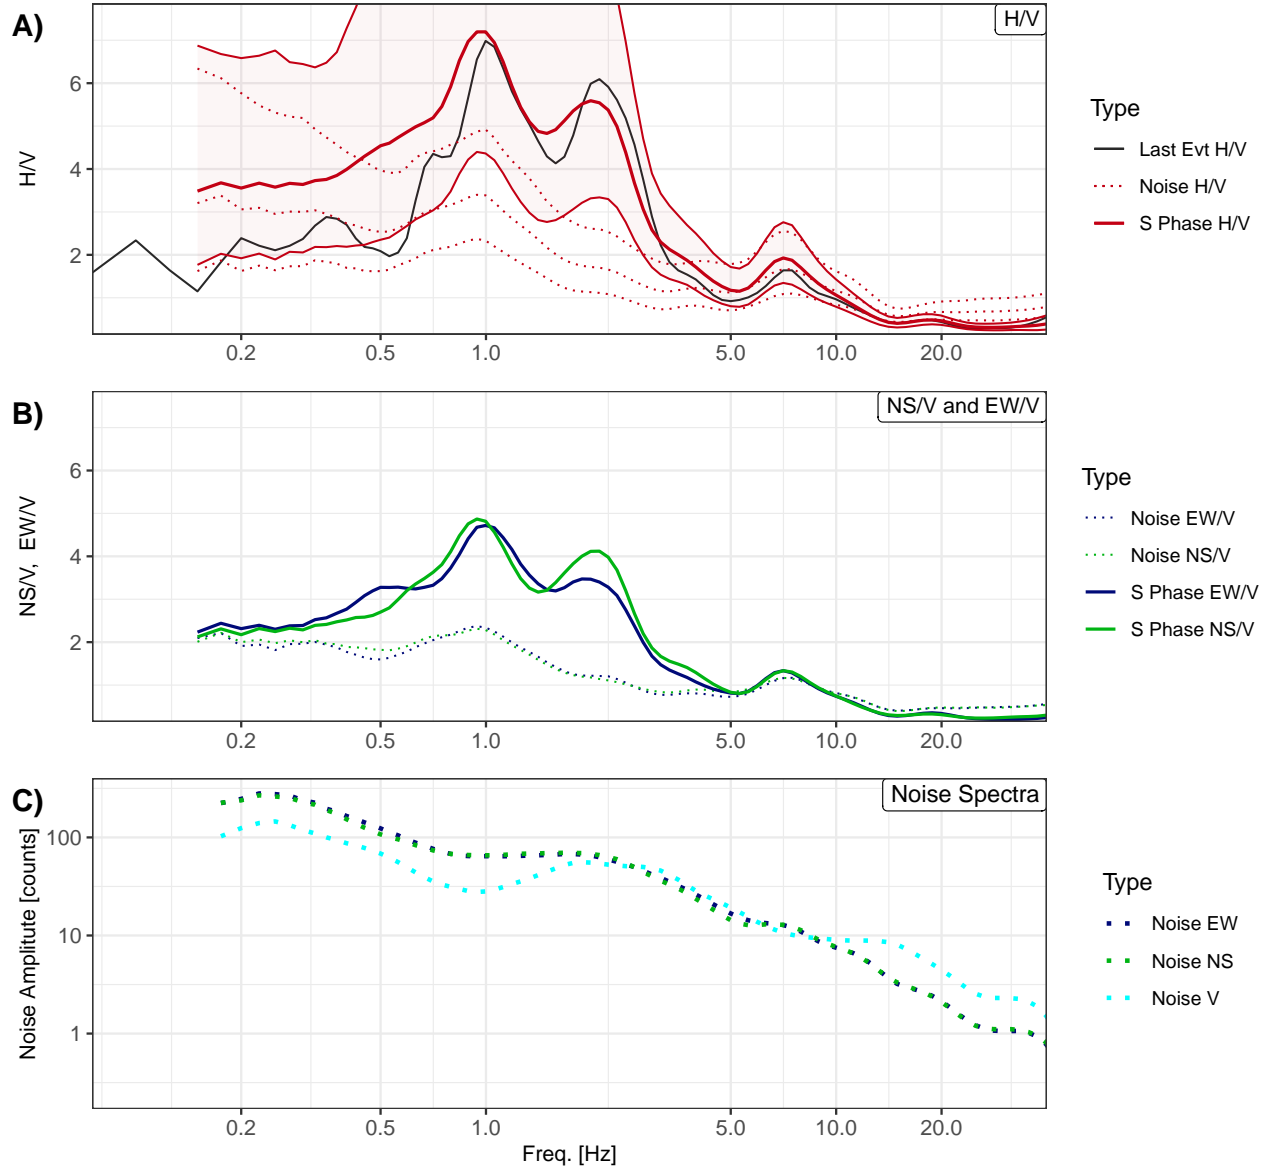 A)
H/V
6
4
2
H/V
0.2 0.5 1.0 5.0 10.0 20.0
Type
Last Evt H/V
Noise H/V
S Phase H/V
B)
NS/V and EW/V
6
4
2
NS/V, EW/V
0.2 0.5 1.0 5.0 10.0 20.0
Type
Noise EW/V
Noise NS/V
S Phase EW/V
S Phase NS/V
C)
Noise Spectra
100
10
1
Noise Amplitute [counts]
0.2 0.5 1.0 5.0 10.0 20.0
Freq. [Hz]
Type
Noise EW
Noise NS
Noise V